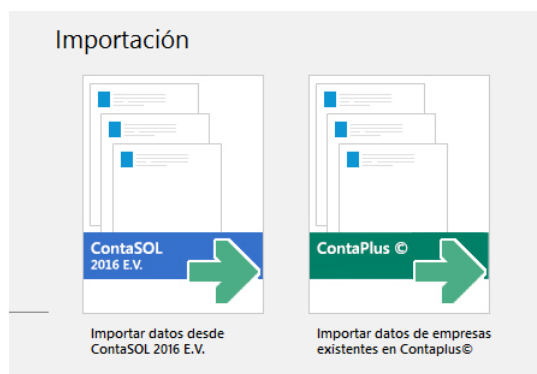 Importación
ContaSOL
2016 E.V.
ContaPlus ©
Importar datos desde
ContaSOL 2016 E.V.
Importar datos de empresas
existentes en Contaplus©